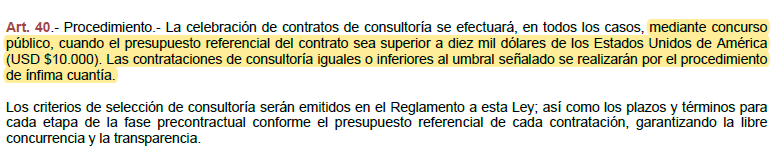 Art. 40.- Procedimiento.- La celebración de contratos de consultoría se efectuará, en todos los casos, mediante concurso
público, cuando el presupuesto referencial del contrato sea superior a diez mil dólares de los Estados Unidos de América
(USD $10.000). Las contrataciones de consultoría iguales o inferiores al umbral señalado se realizarán por el procedimiento
de ínfima cuantía.
Los criterios de selección de consultoría serán emitidos en el Reglamento a esta Ley; así como los plazos y términos para
cada etapa de la fase precontractual conforme el presupuesto referencial de cada contratación, garantizando la libre
concurrencia y la transparencia.